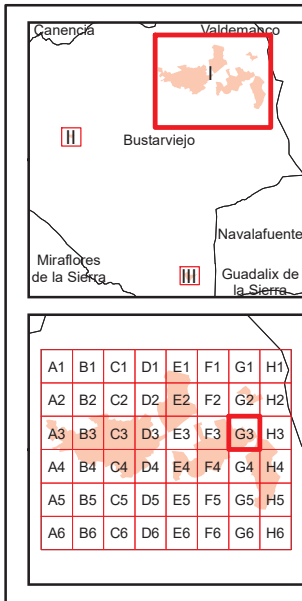 Canencia Valdemanco
I
II Bustarviejo
Navalafuente
Miraflores
de la Sierra
III
Guadalix de
la Sierra
A1 B1 C1 D1 E1 F1 G1 H1
A2 B2 C2 D2 E2 F2 G2 H2
A3 B3 C3 D3 E3 F3 G3 H3
A4 B4 C4 D4 E4 F4 G4 H4
A5 B5 C5 D5 E5 F5 G5 H5
A6 B6 C6 D6 E6 F6 G6 H6